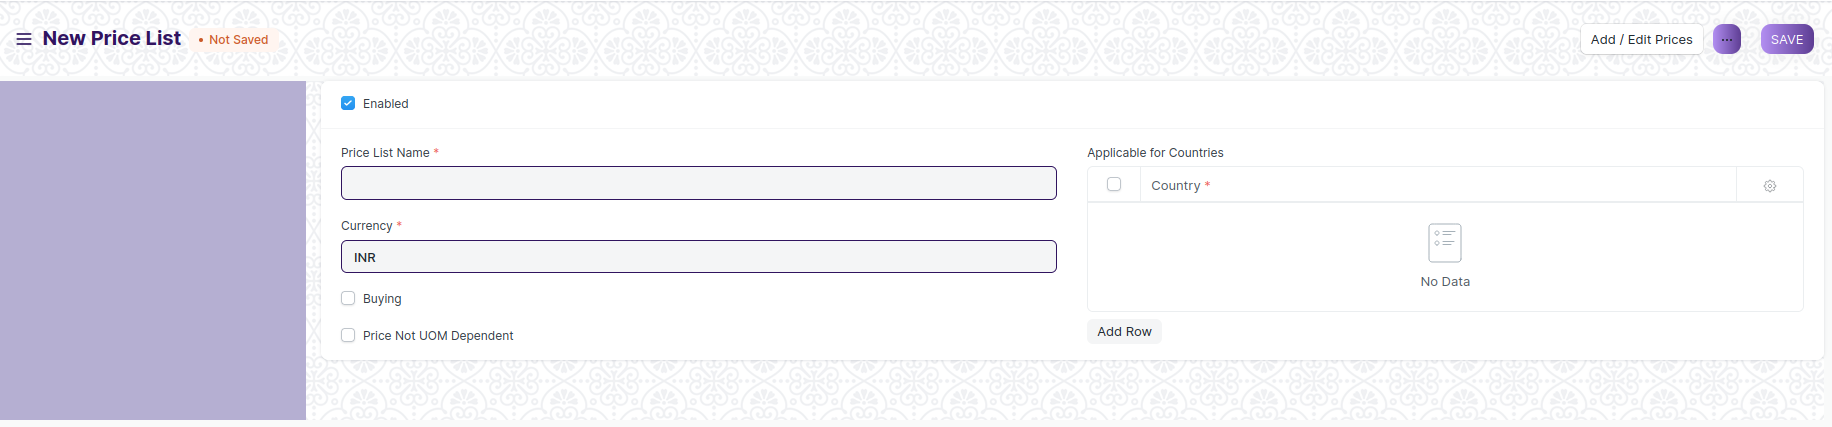 New Price List
• Not Saved
Add / Edit Prices
...
SAVE
Enabled
Price List Name *
Currency *
INR
Buying
Price Not UOM Dependent
Applicable for Countries
Country *
No Data
Add Row